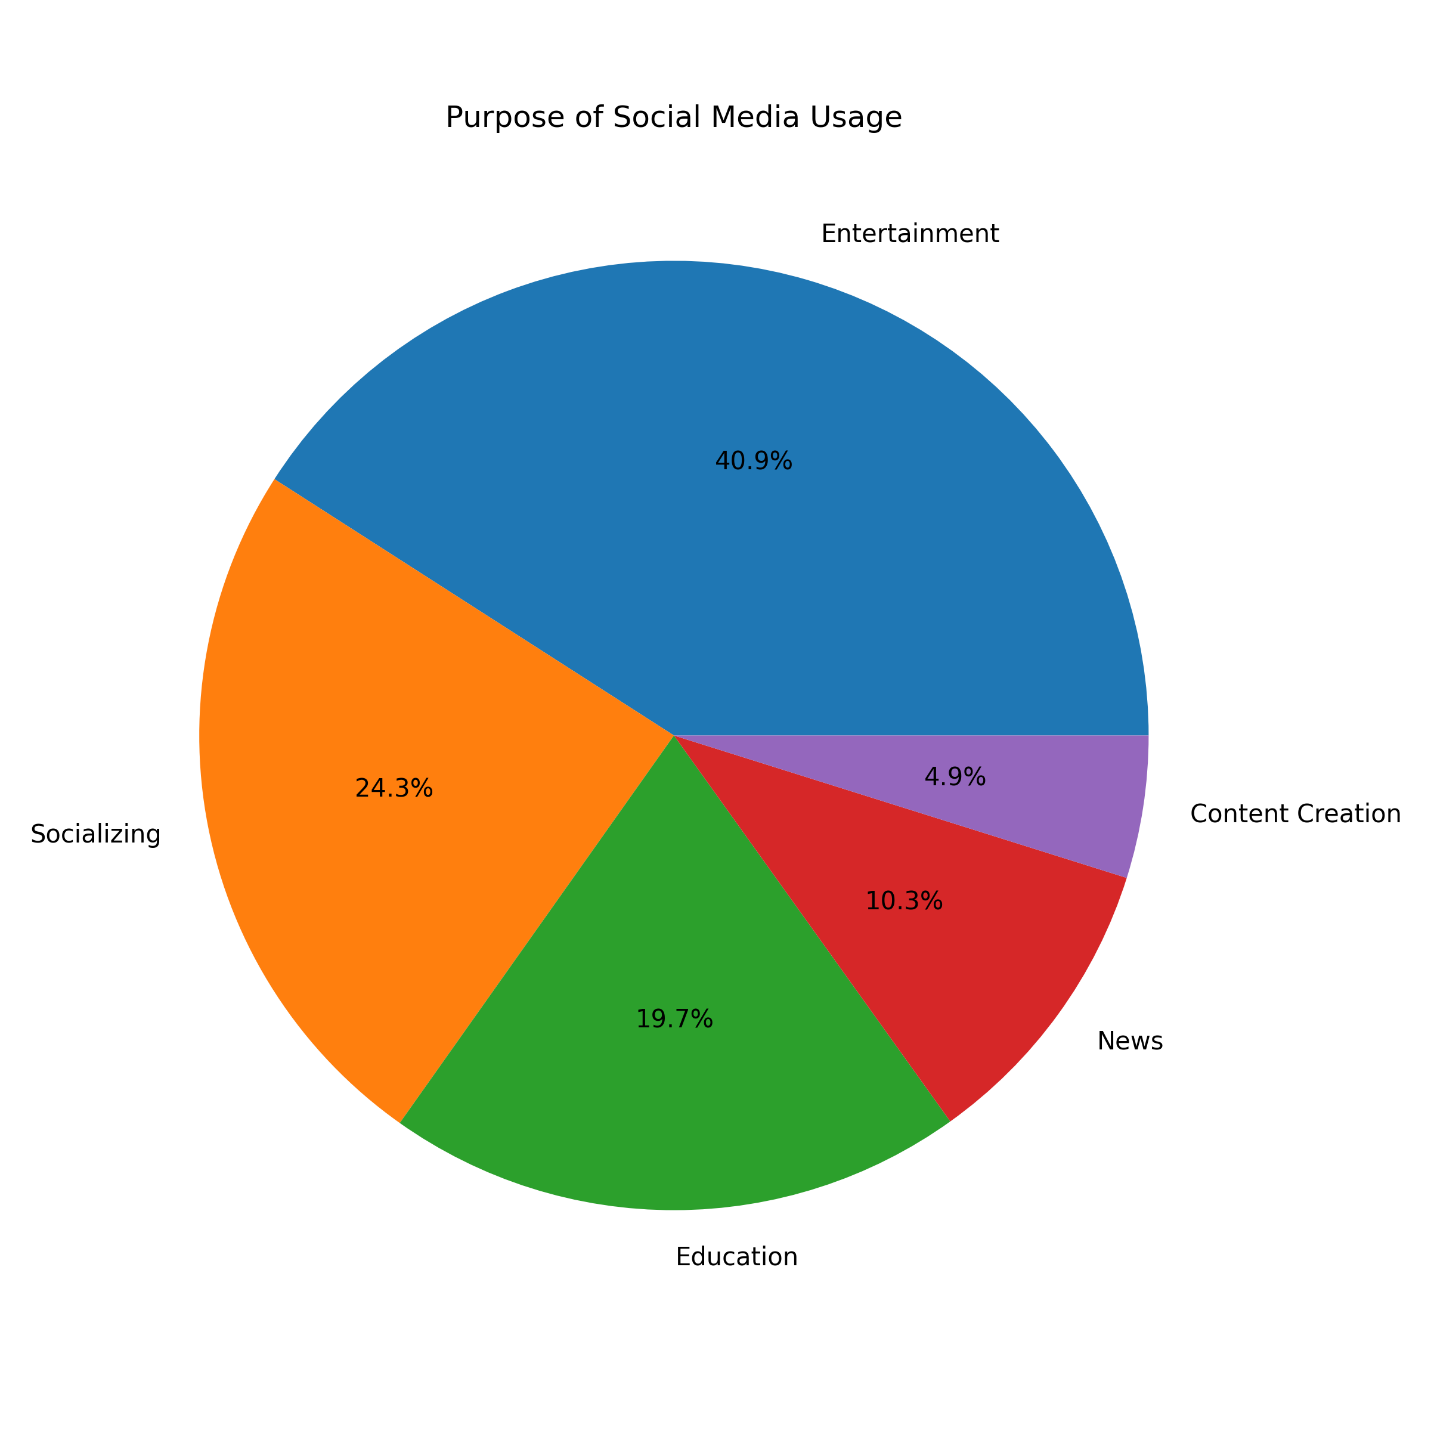 Purpose of Social Media Usage
Entertainment
40.9%
24.3%
Socializing
4.9%
Content Creation
10.3%
News
19.7%
Education